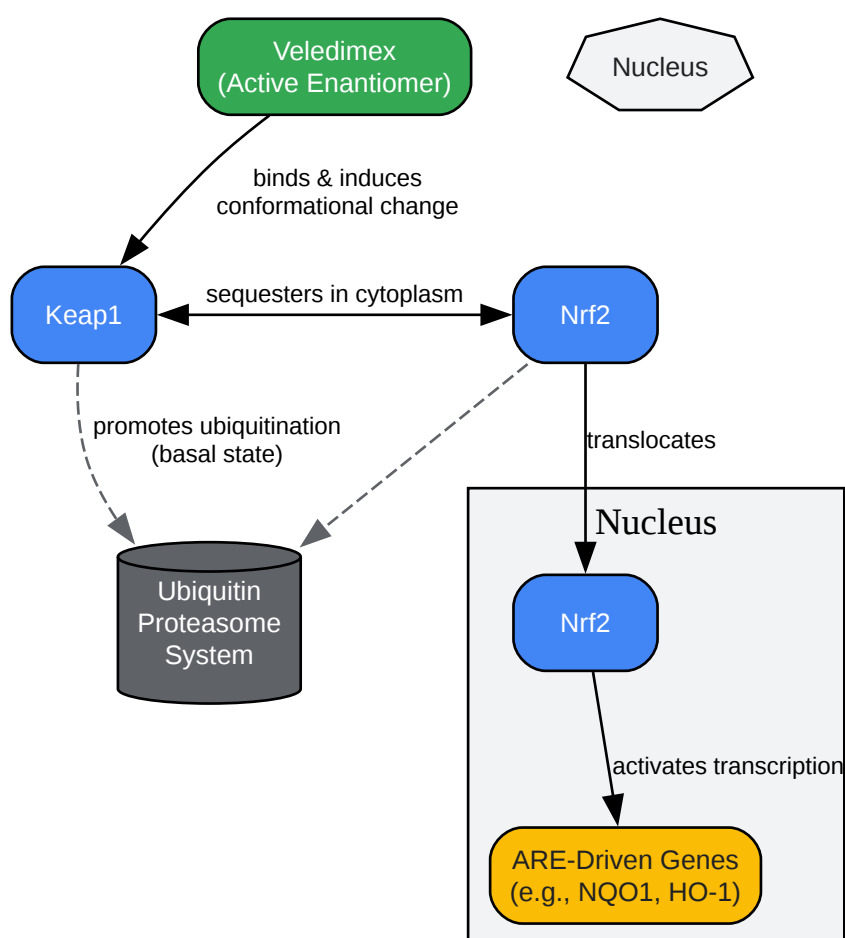 Veledimex
(Active Enantiomer)
Nucleus
binds & induces
conformational change
Keap1
sequesters in cytoplasm
Nrf2
promotes ubiquitination
(basal state)
translocates
Nucleus
Ubiquitin
Proteasome
System
Nrf2
activates transcription
ARE-Driven Genes
(e.g., NQO1, HO-1)